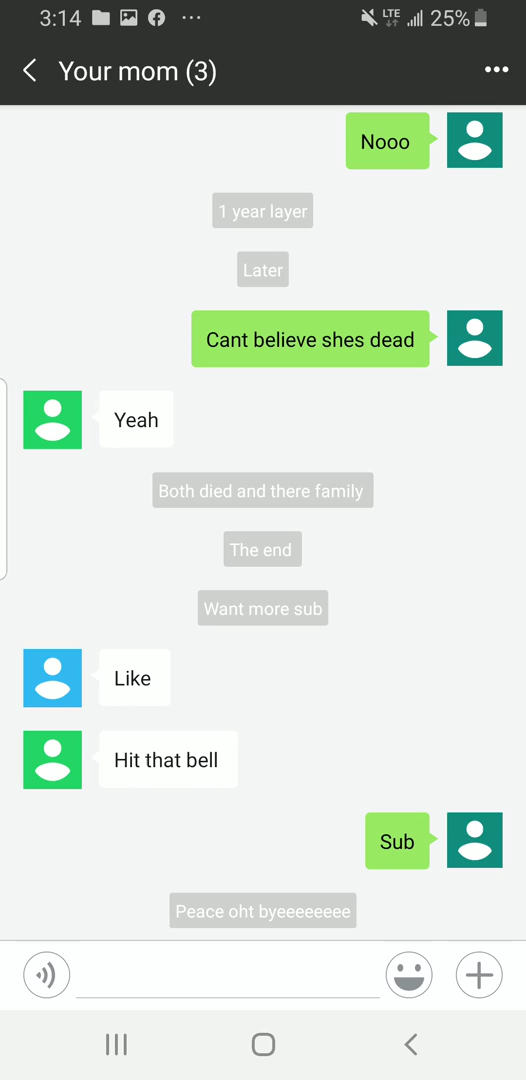 3:14 LTE 25%
Your mom (3)
Nooo
1 year layer
Later
Cant believe shes dead
Yeah
Both died and there family
The end
Want more sub
Like
Hit that bell
Sub
Peace oht byeeeeeeee